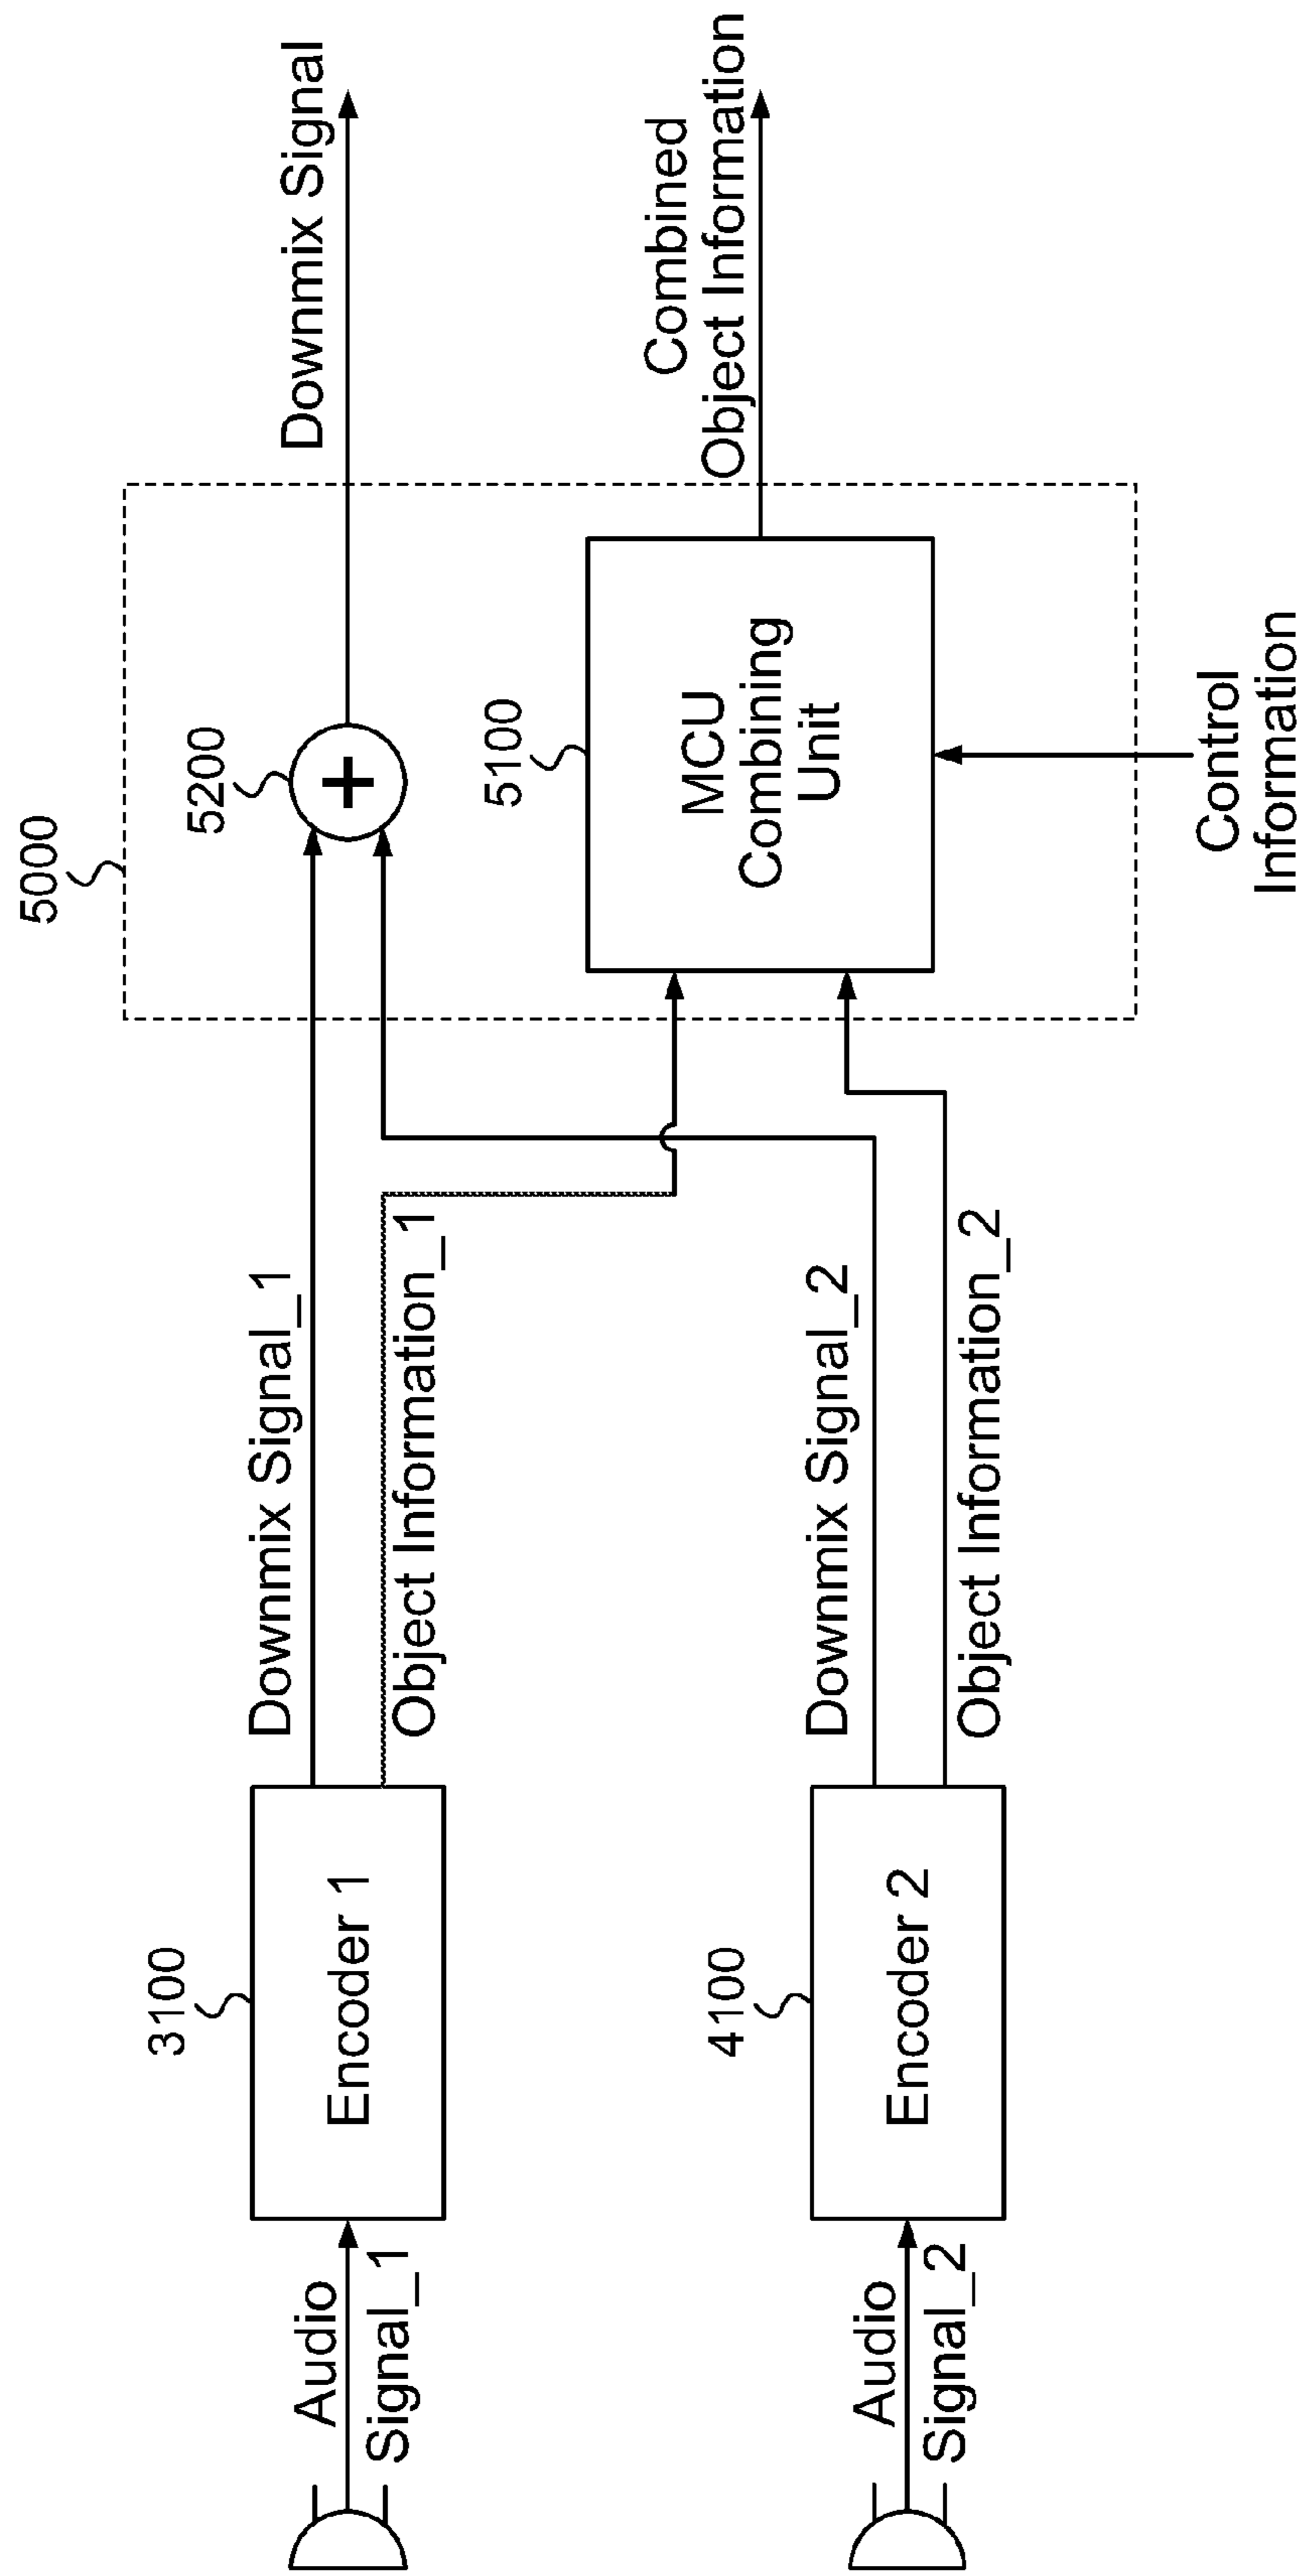 5000
5200
Downmix Signal
3100
Downmix Signal_1
Audio
Signal_1
Encoder 1
Object Information_1
5100
MCU
Combining
Unit
Combined
Object Information
4100
Downmix Signal_2
Audio
Signal_2
Encoder 2
Object Information_2
Control
Information